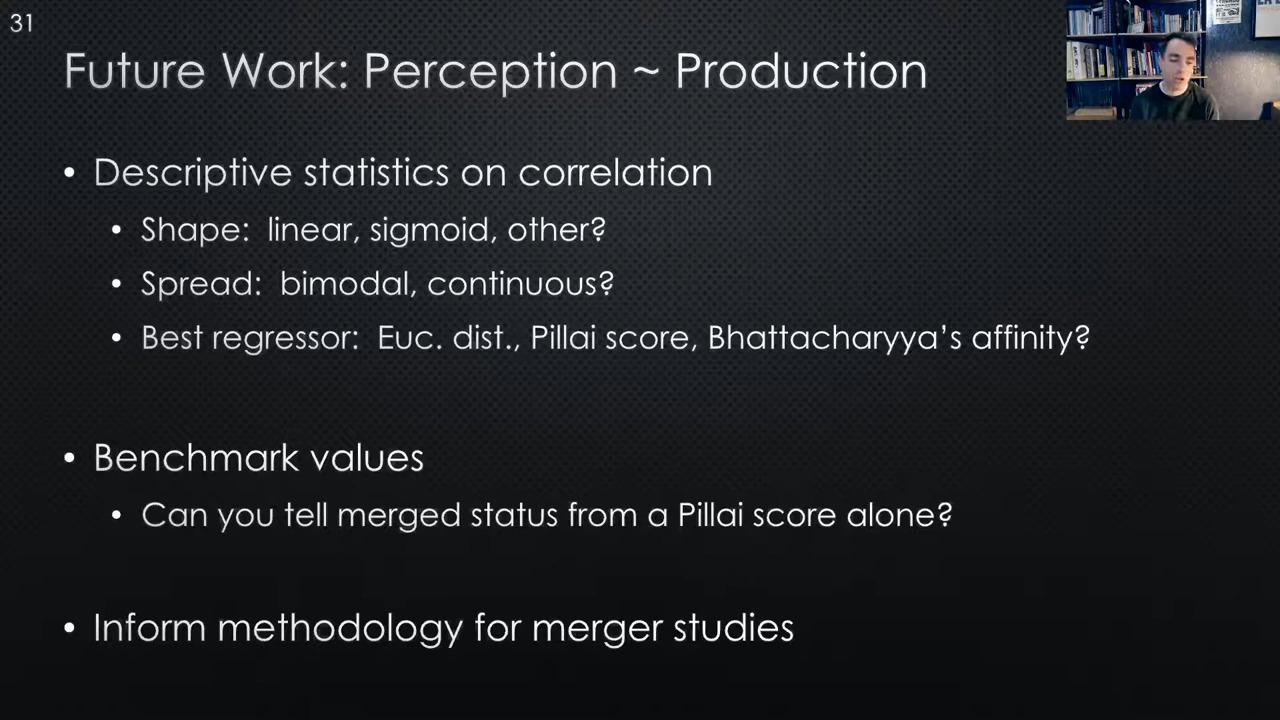 31
Future Work: Perception ~ Production
• Descriptive statistics on correlation
• Shape: linear, sigmoid, other?
• Spread: bimodal, continuous?
• Best regressor: Euc. dist., Pillai score, Bhattacharyya’s affinity?
• Benchmark values
• Can you tell merged status from a Pillai score alone?
• Inform methodology for merger studies